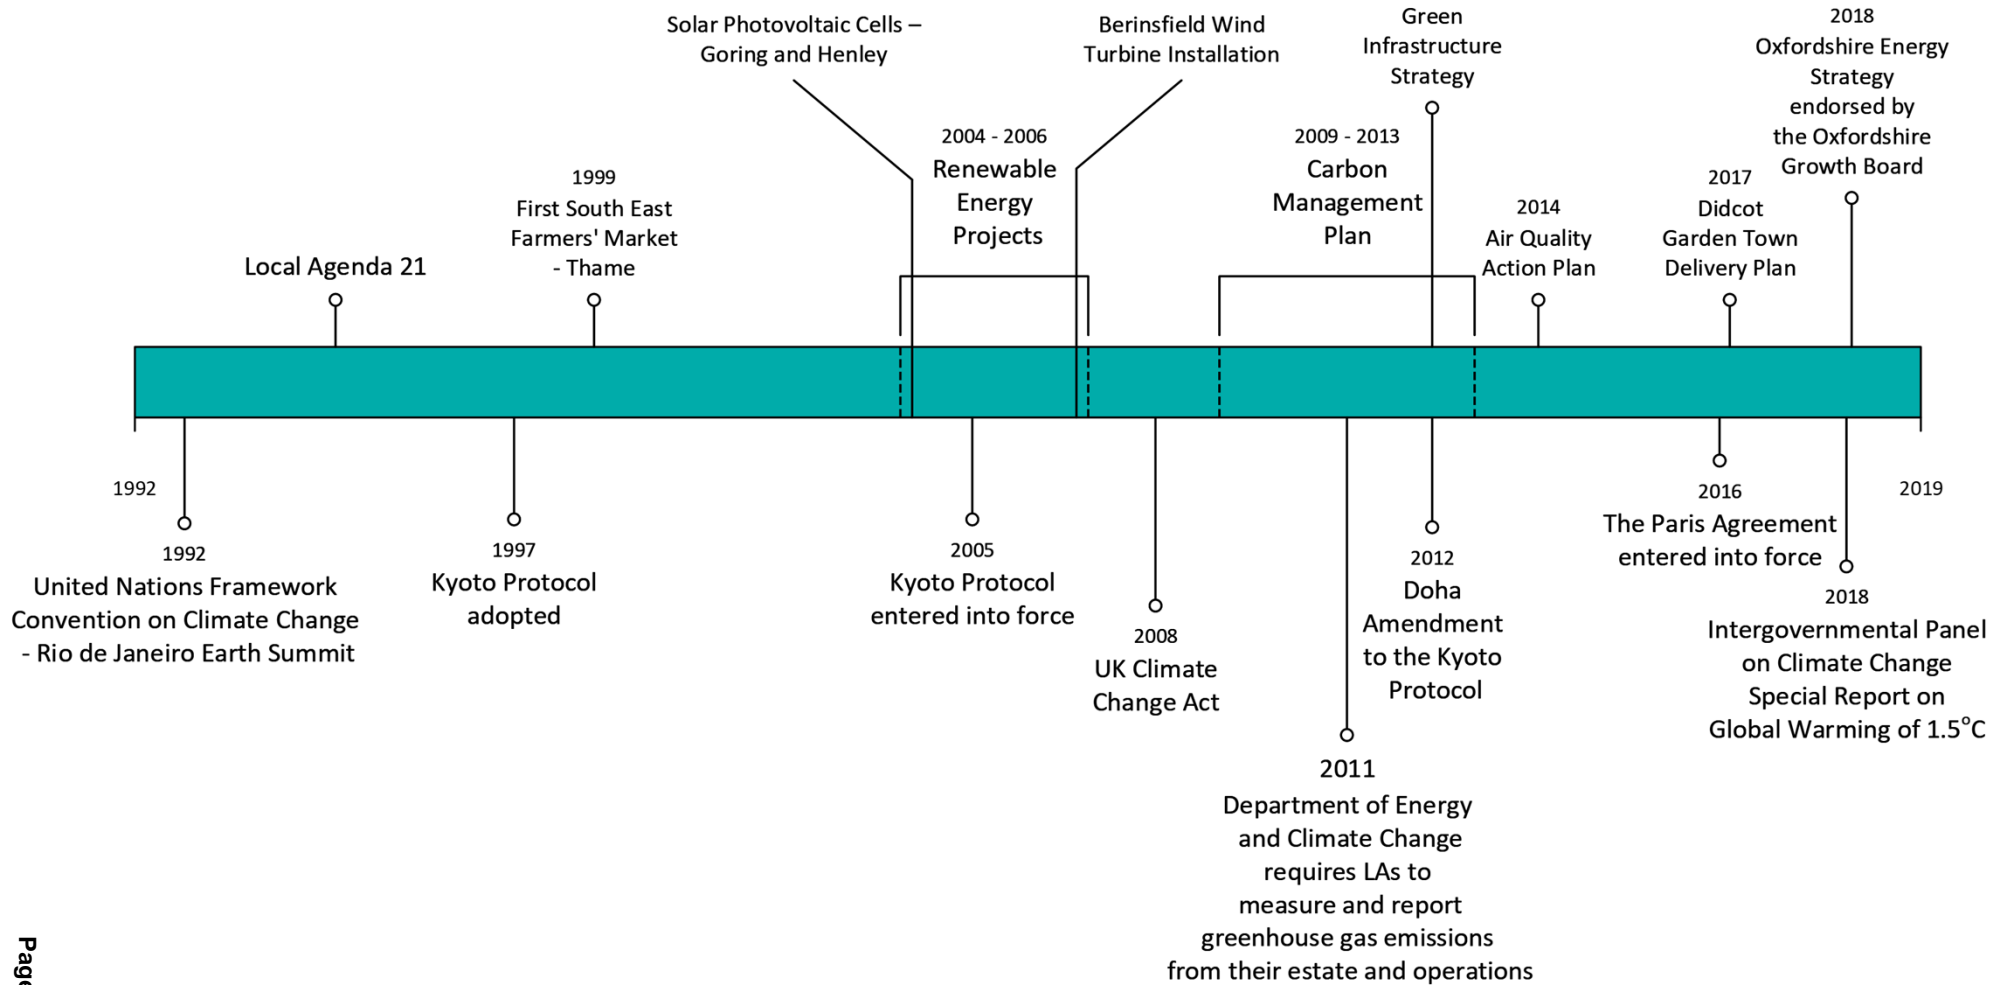 Solar Photovoltaic Cells –
Goring and Henley
Berinsfield Wind
Turbine Installation
Green
Infrastructure
Strategy
2018
Oxfordshire Energy
Strategy
endorsed by
the Oxfordshire
Growth Board
2004 - 2006
Renewable
Energy
Projects
2009 - 2013
Carbon
Management
Plan
1999
First South East
Farmers' Market
- Thame
Local Agenda 21
2014
Air Quality
Action Plan
2017
Didcot
Garden Town
Delivery Plan
1992
2019
1992
United Nations Framework
Convention on Climate Change
- Rio de Janeiro Earth Summit
1997
Kyoto Protocol
adopted
2005
Kyoto Protocol
entered into force
2008
UK Climate
Change Act
2011
Department of Energy
and Climate Change
requires LAs to
measure and report
greenhouse gas emissions
from their estate and operations
2012
Doha
Amendment
to the Kyoto
Protocol
2016
The Paris Agreement
entered into force
2018
Intergovernmental Panel
on Climate Change
Special Report on
Global Warming of 1.5°C
Page